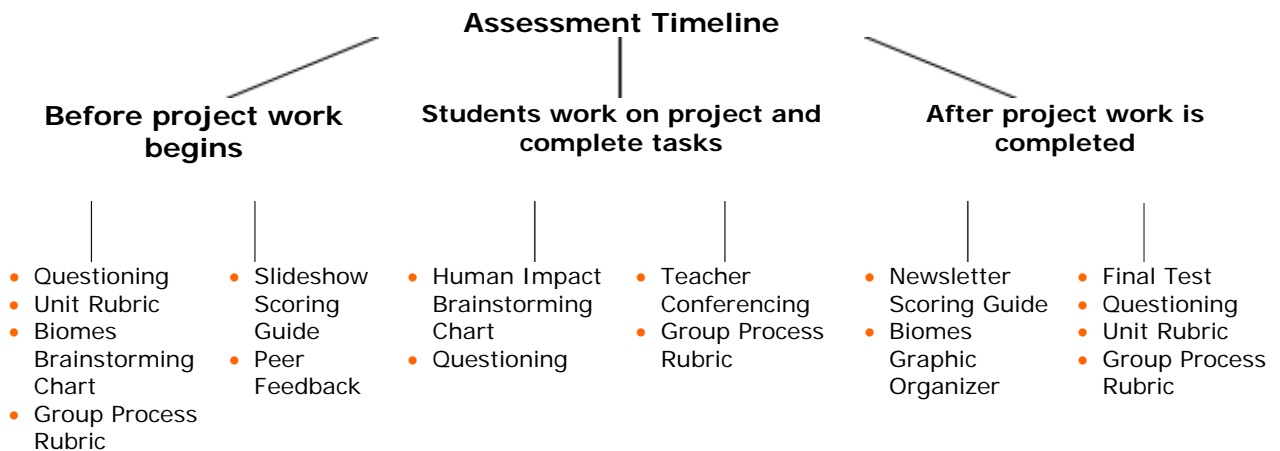 Assessment Timeline
Before project work
begins
Students work on project and
complete tasks
After project work is
completed
• Questioning
• Unit Rubric
• Biomes
Brainstorming
Chart
• Group Process
Rubric
• Slideshow
Scoring
Guide
• Peer
Feedback
• Human Impact
Brainstorming
Chart
• Questioning
• Teacher
Conferencing
• Group Process
Rubric
• Newsletter
Scoring Guide
• Biomes
Graphic
Organizer
• Final Test
• Questioning
• Unit Rubric
• Group Process
Rubric